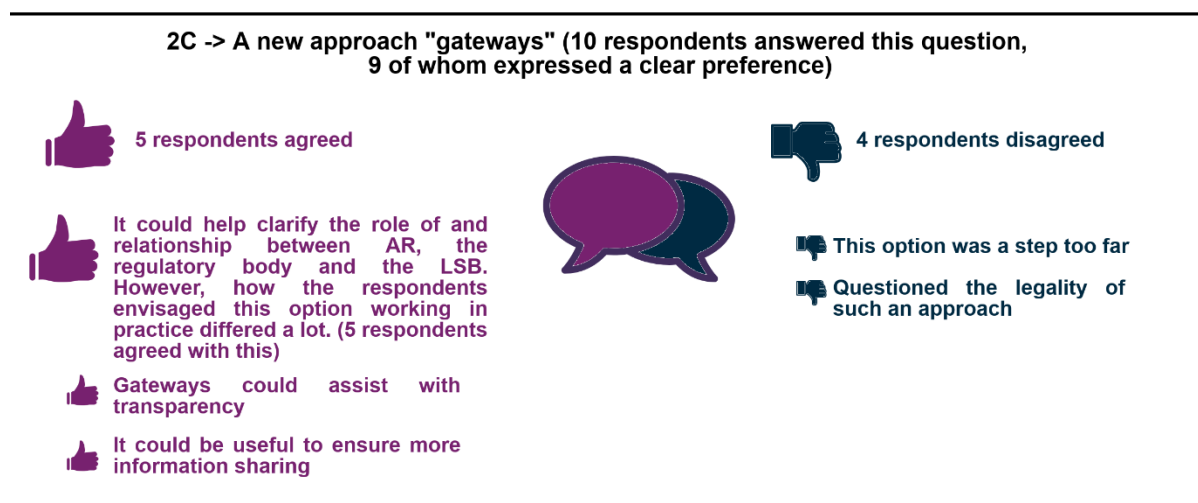 2C -> A new approach "gateways" (10 respondents answered this question,
9 of whom expressed a clear preference)
5 respondents agreed
It could help clarify the role of and
relationship between AR, the
regulatory body and the LSB.
However, how the respondents
envisaged this option working in
practice differed a lot. (5 respondents
agreed with this)
Gateways could assist with
transparency
It could be useful to ensure more
information sharing
4 respondents disagreed
This option was a step too far
Questioned the legality of
such an approach